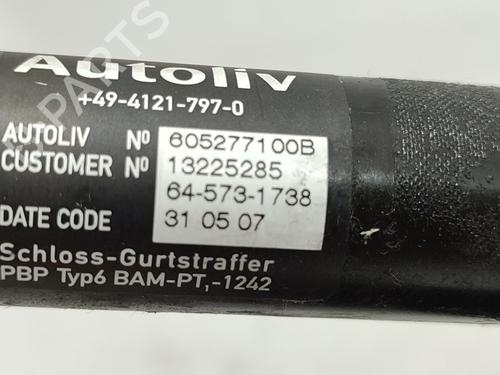 Autoliv
+49-4121-797-0
AUTOLIV Nº 605277100B
CUSTOMER Nº 13225285
64-573-1738
DATE CODE 31 05 07
Schloss-Gurtstraffer
PBP Typ6 BAM-PT,-1242